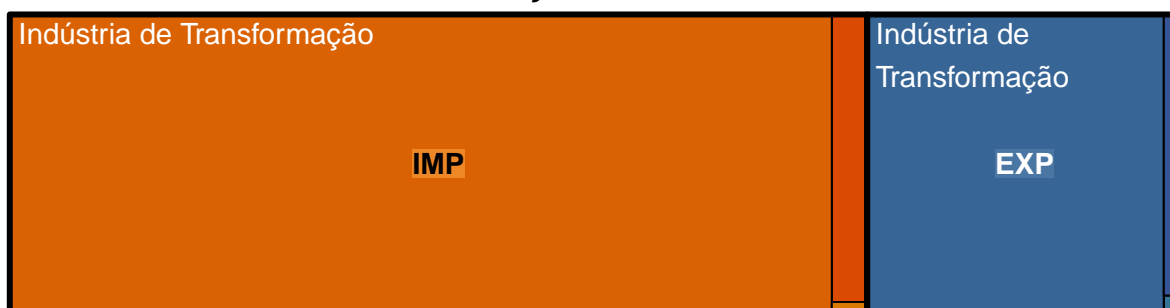 Indústria de Transformação
IMP
Indústria de
Transformação
EXP